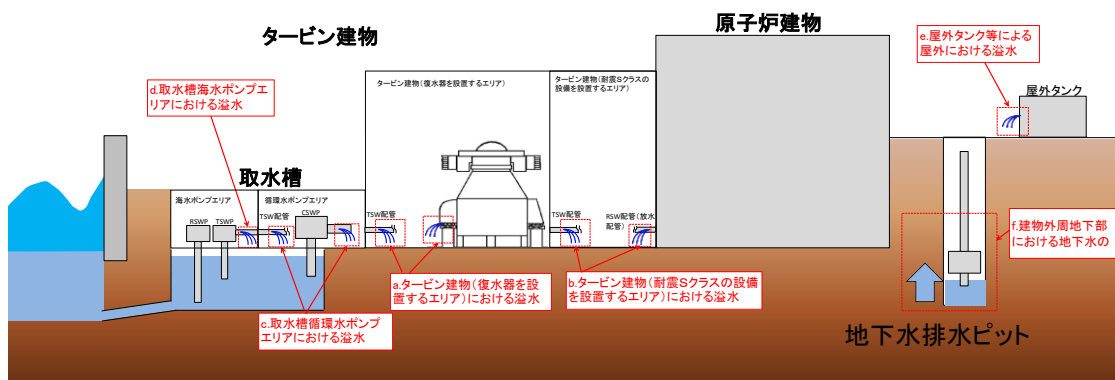 タービン建物
原子炉建物
e.屋外タンク等による
屋外における溢水
屋外タンク
d.取水槽海水ポンプエ
リアにおける溢水
タービン建物(復水器を設置するエリア)
タービン建物(耐震Sクラスの
設備を設置するエリア)
取水槽
海水ポンプエリア
循環水ポンプエリア
RSWP
TSWP
TSW配管
CSWP
TSW配管
TSW配管
RSW配管(放水
配管)
f.建物外周地下部
における地下水の
a.タービン建物(復水器を設
置するエリア)における溢水
b.タービン建物(耐震Sクラスの設備
を設置するエリア)における溢水
c.取水槽循環水ポンプ
エリアにおける溢水
地下水排水ピット